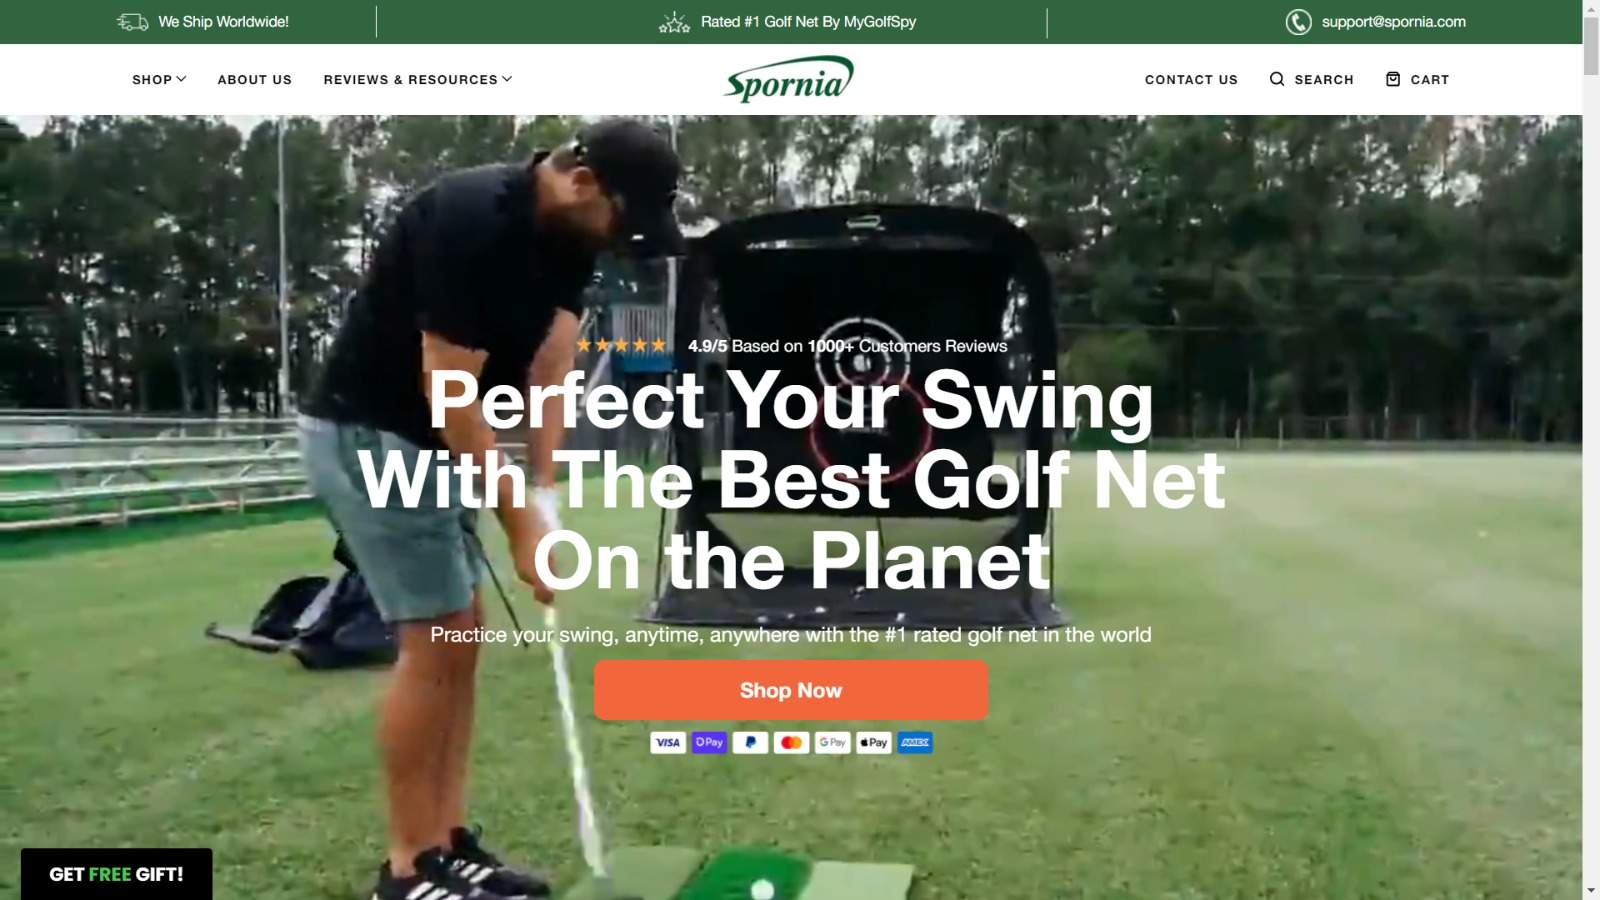 We Ship Worldwide!
Rated #1 Golf Net By MyGolfSpy
support@spornia.com
SHOP
ABOUT US
REVIEWS & RESOURCES
Spornia
CONTACT US
SEARCH
CART
4.9/5 Based on 1000+ Customers Reviews
Perfect Your Swing
With The Best Golf Net
On the Planet
Practice your swing, anytime, anywhere with the #1 rated golf net in the world
Shop Now
VISA
Pay
G Pay
Pay
AMEX
GET FREE GIFT!